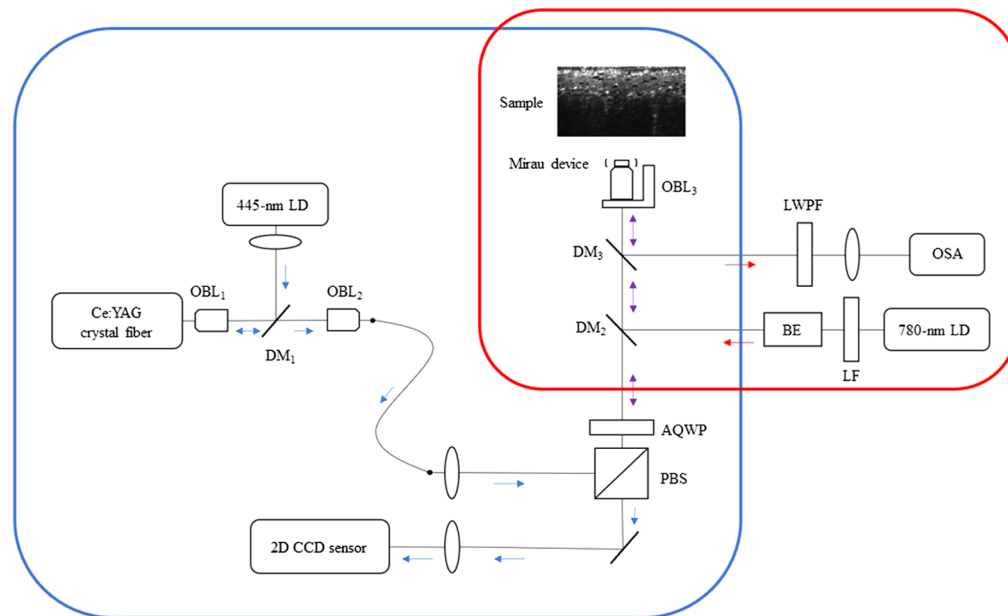 Sample
Mirau device
OBL₃
445-nm LD
LWPF
DM₃
OSA
OBL₁
OBL₂
Ce:YAG
crystal fiber
DM₁
DM₂
BE
780-nm LD
LF
AQWP
PBS
2D CCD sensor